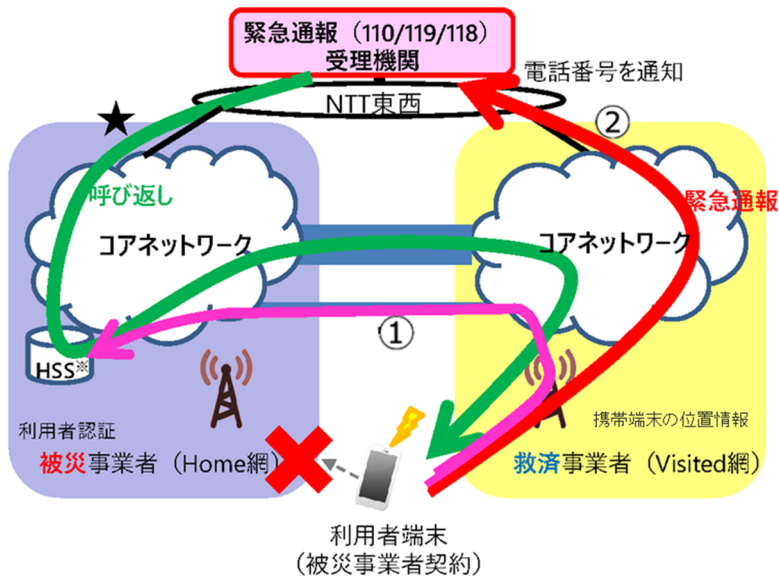 緊急通報（110/119/118）
受理機関
電話番号を通知
NTT東西
★
②
呼び返し
緊急通報
コアネットワーク
コアネットワーク
①
HSS※
利用者認証
携帯端末の位置情報
被災事業者（Home網）
救済事業者（Visited網）
利用者端末
（被災事業者契約）